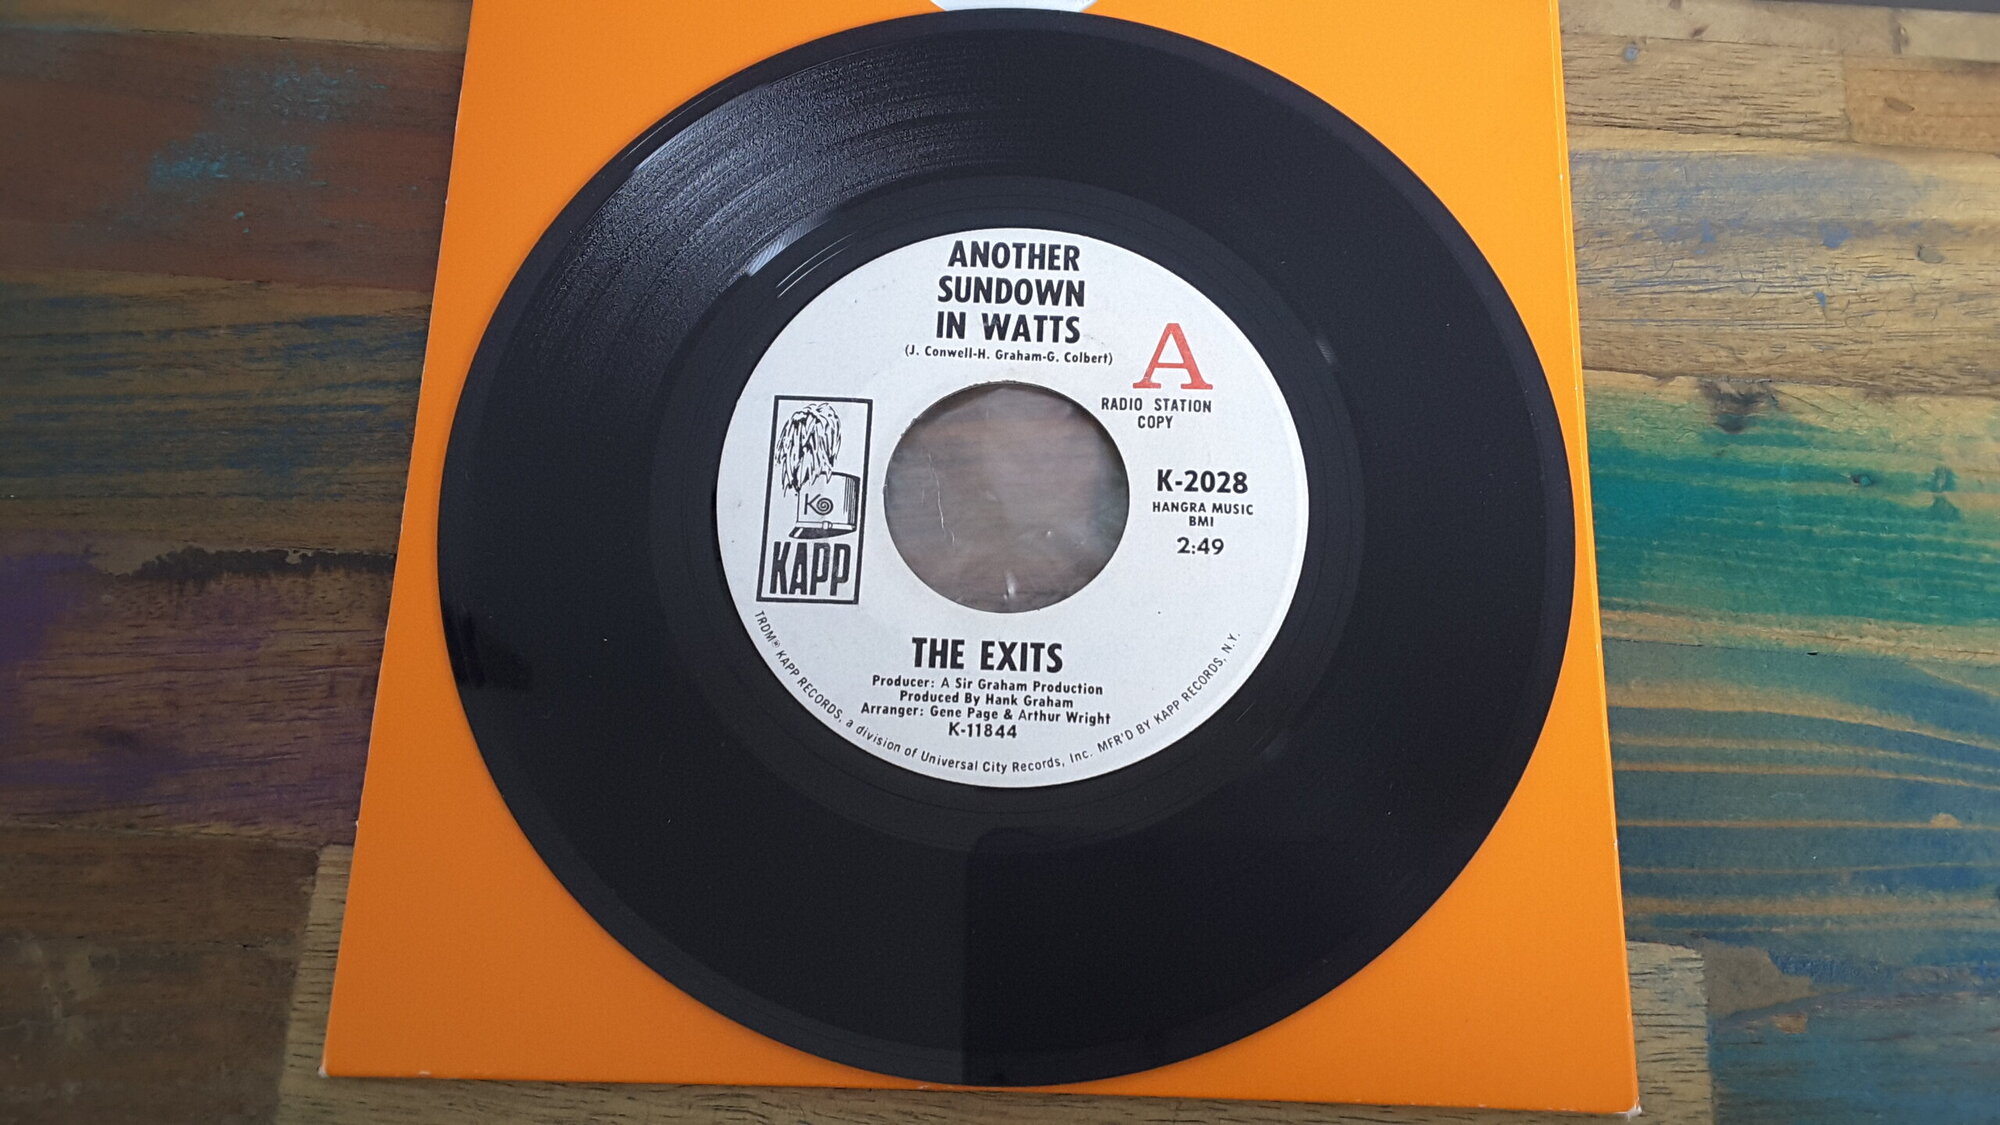 ANOTHER
SUNDOWN
IN WATTS
(J. Conwell-H. Graham-G. Colbert)
A
RADIO STATION
COPY
K
KAPP
K-2028
HANGRA MUSIC
BMI
2:49
THE EXITS
Producer: A Sir Graham Production
Produced By Hank Graham
Arranger: Gene Page & Arthur Wright
K-11844
TRDM® KAPP RECORDS, a division of Universal City Records, Inc. MFR'D BY KAPP RECORDS, N.Y.